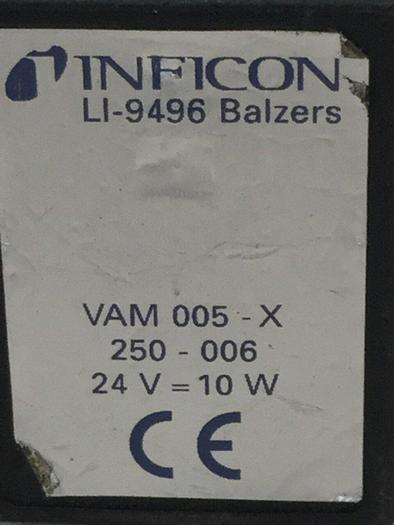 INFICON
LI-9496 Balzers
VAM 005 - X
250 - 006
24 V = 10 W
CE